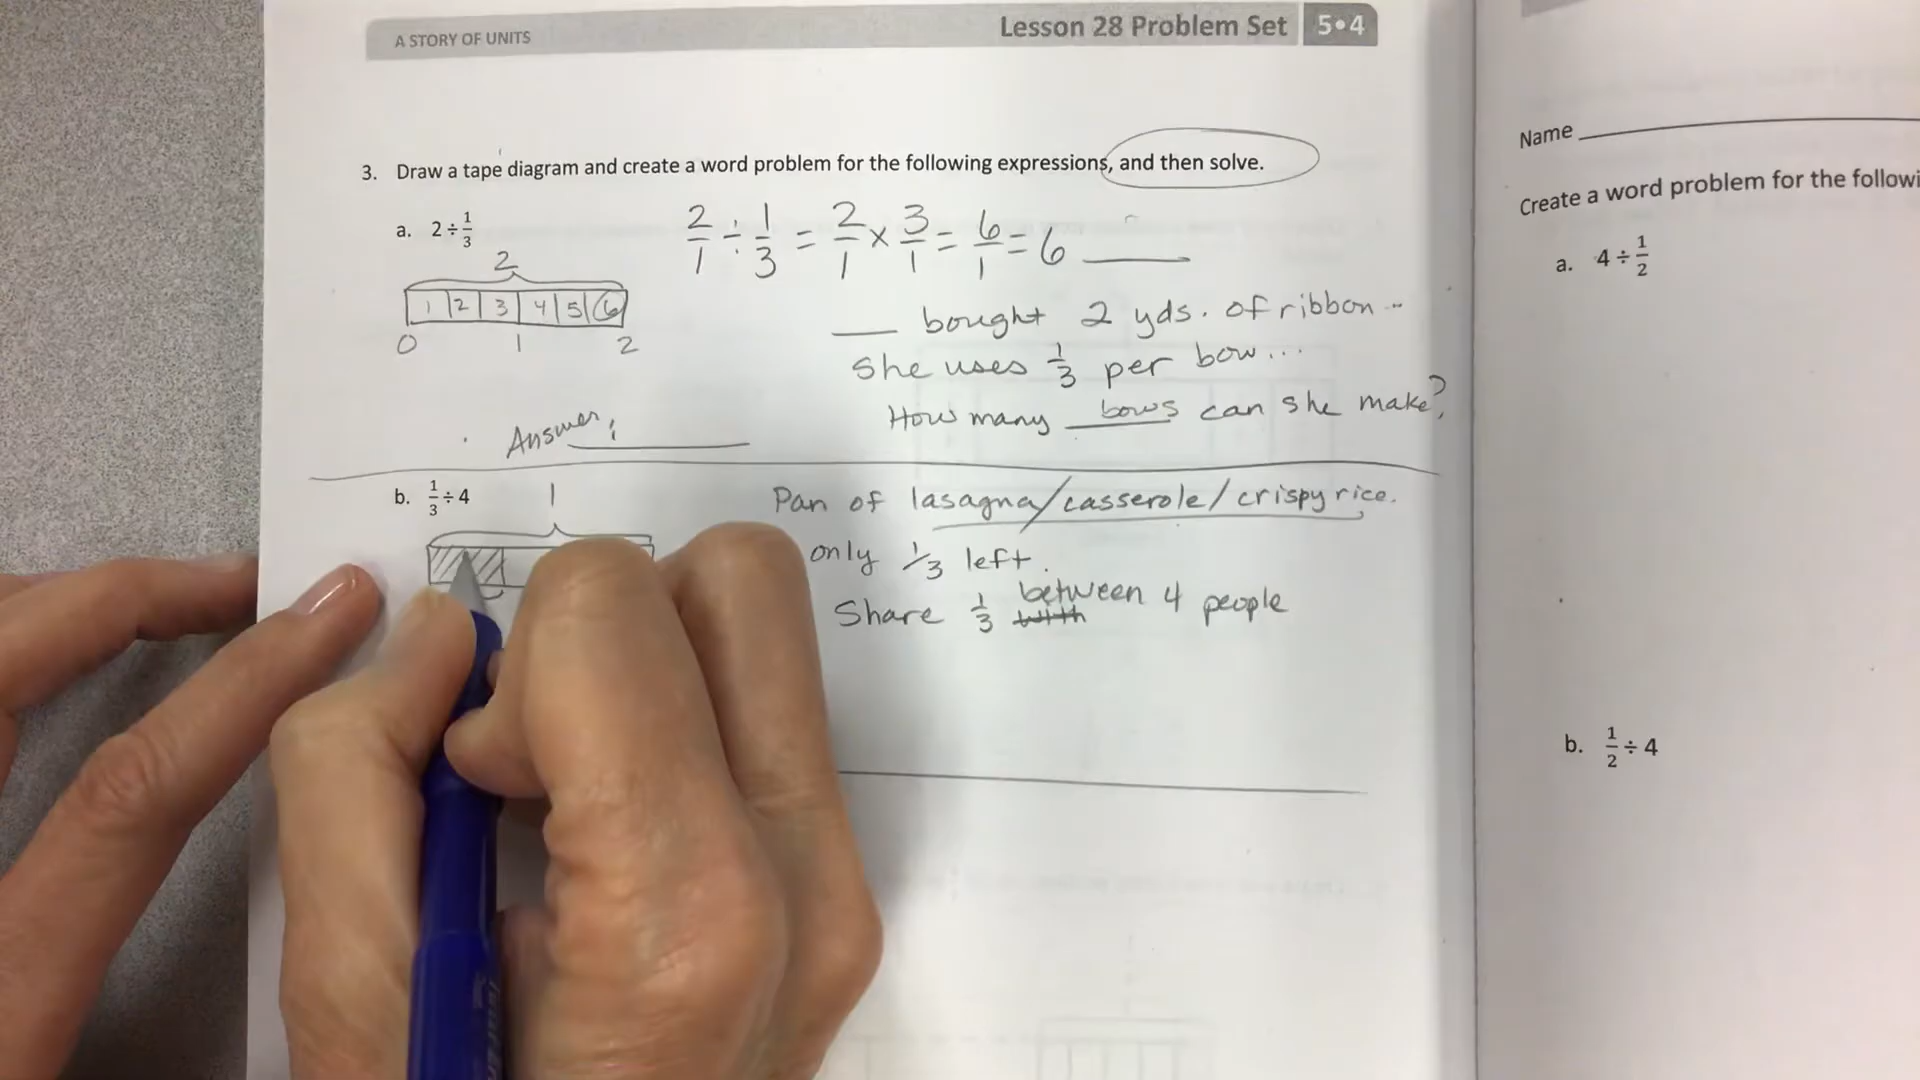 A STORY OF UNITS
Lesson 28 Problem Set 5•4
3. Draw a tape diagram and create a word problem for the following expressions, and then solve.
a. 2 ÷ 1/3
2/1 ÷ 1/3 = 2/1 × 3/1 = 6/1 = 6 ____
2
1 2 3 4 5 6
0 1 2
____ bought 2 yds. of ribbon...
She uses 1/3 per bow...
How many bows can she make?
Answer: ____
b. 1/3 ÷ 4
1
Pan of lasagna/casserole/crispy rice.
only 1/3 left.
Share 1/3 with between 4 people
Name
Create a word problem for the followi
a. 4 ÷ 1/2
b. 1/2 ÷ 4